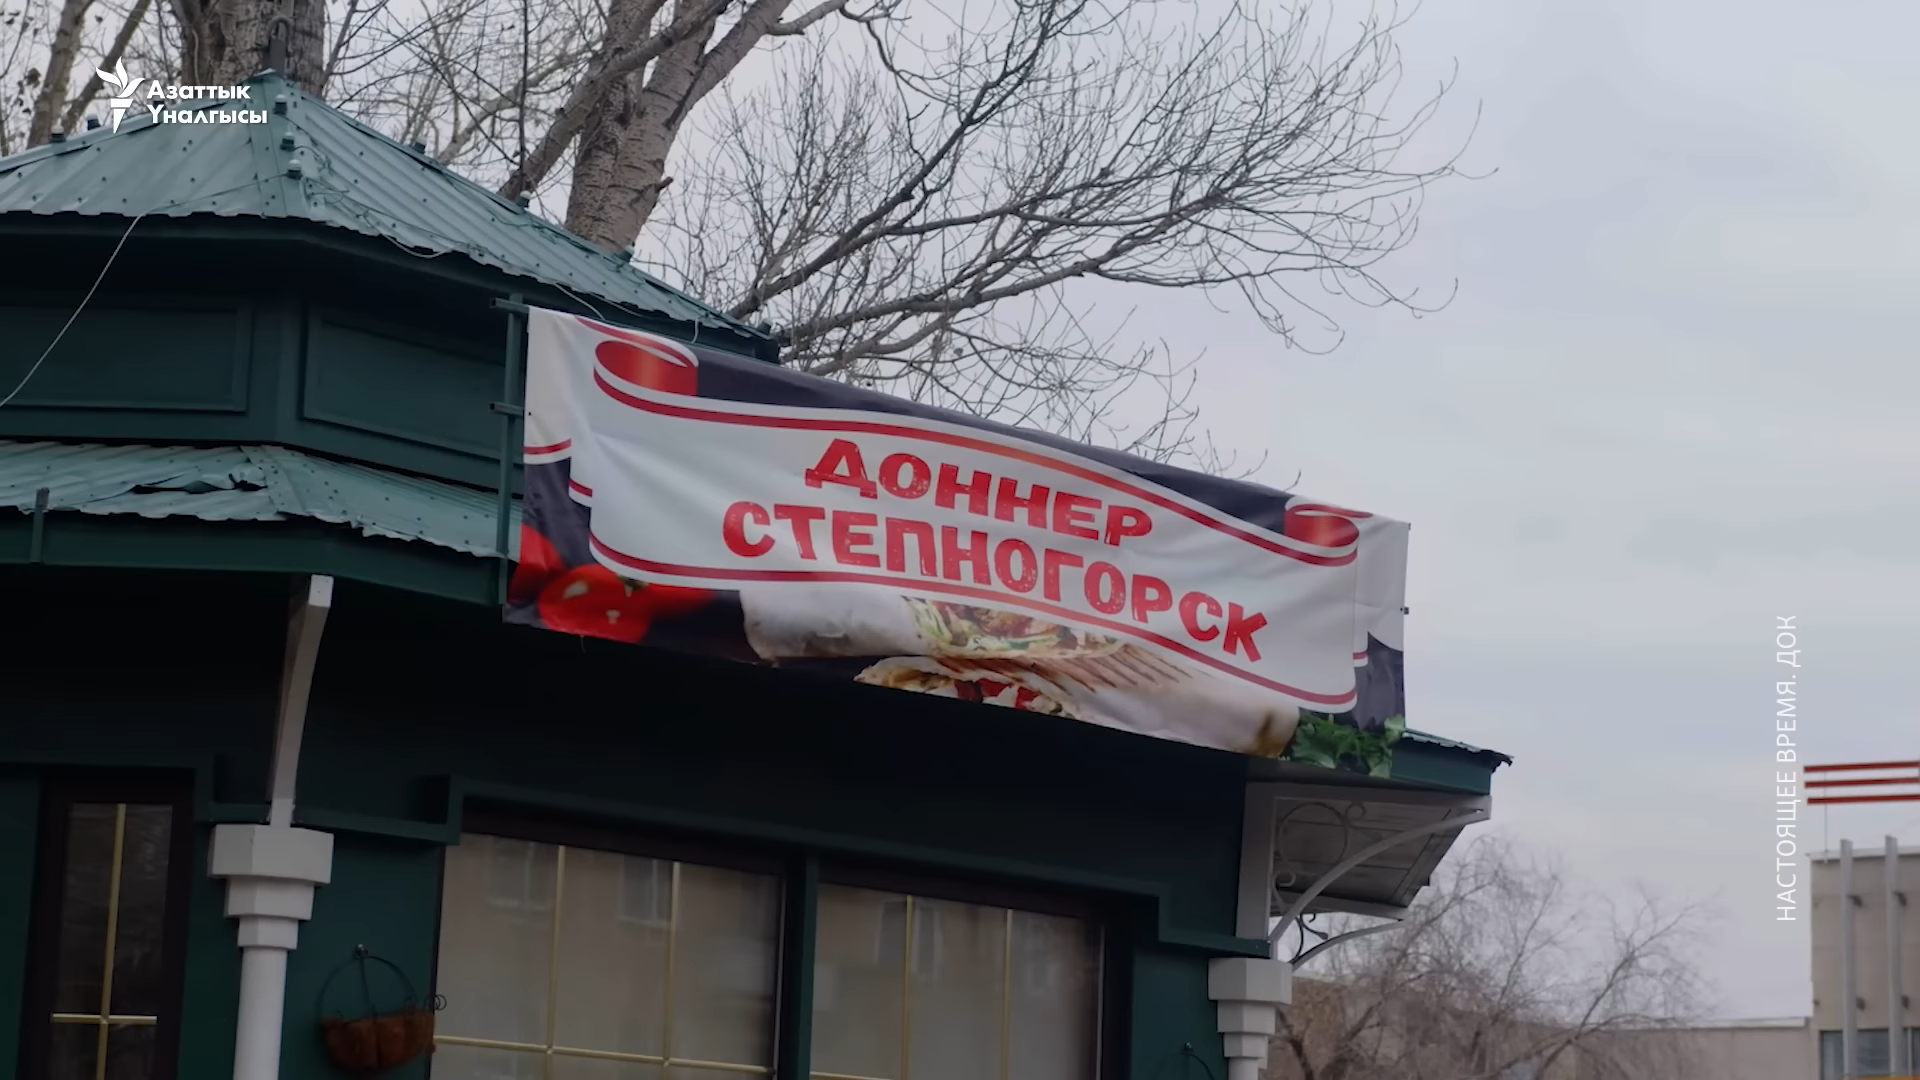 Азаттык
Үналгысы
ДОННЕР
СТЕПНОГОРСК
НАСТОЯЩЕЕ ВРЕМЯ. ДОК